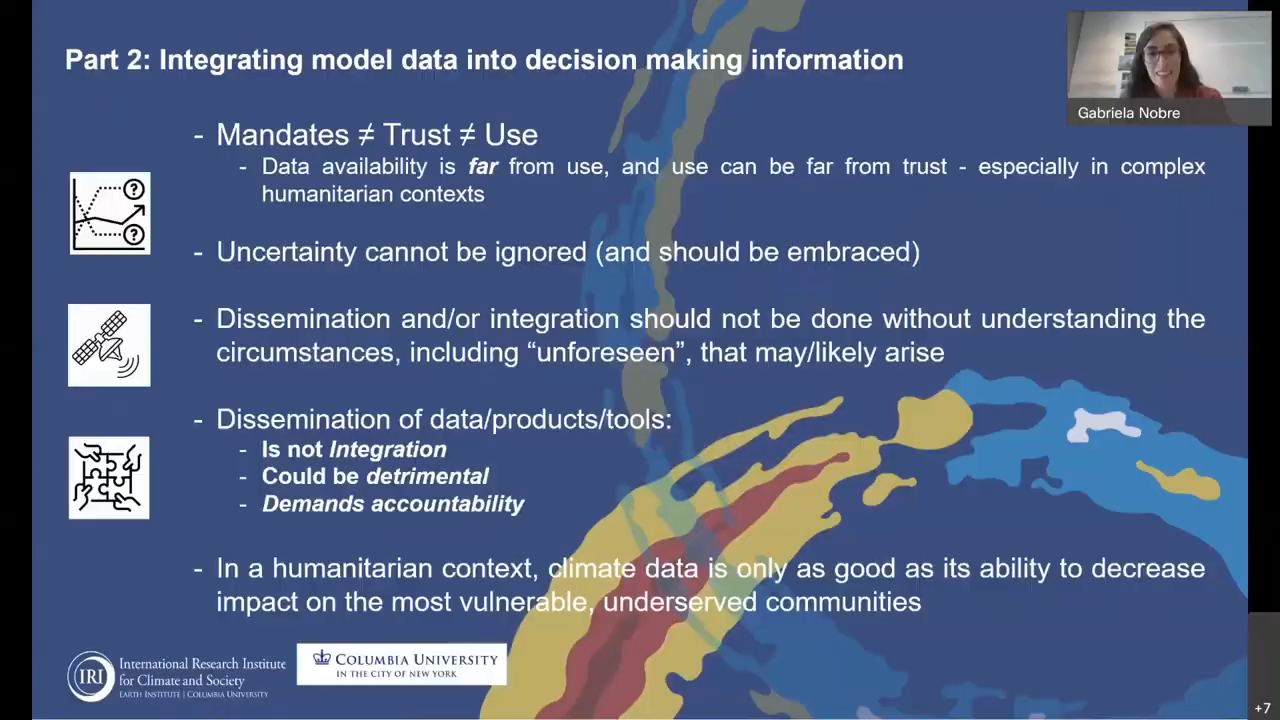 Part 2: Integrating model data into decision making information
Gabriela Nobre
- Mandates ≠ Trust ≠ Use
- Data availability is far from use, and use can be far from trust - especially in complex
humanitarian contexts
- Uncertainty cannot be ignored (and should be embraced)
- Dissemination and/or integration should not be done without understanding the
circumstances, including “unforeseen”, that may/likely arise
- Dissemination of data/products/tools:
- Is not Integration
- Could be detrimental
- Demands accountability
- In a humanitarian context, climate data is only as good as its ability to decrease
impact on the most vulnerable, underserved communities
IRI
International Research Institute
for Climate and Society
EARTH INSTITUTE | COLUMBIA UNIVERSITY
COLUMBIA UNIVERSITY
IN THE CITY OF NEW YORK
+7